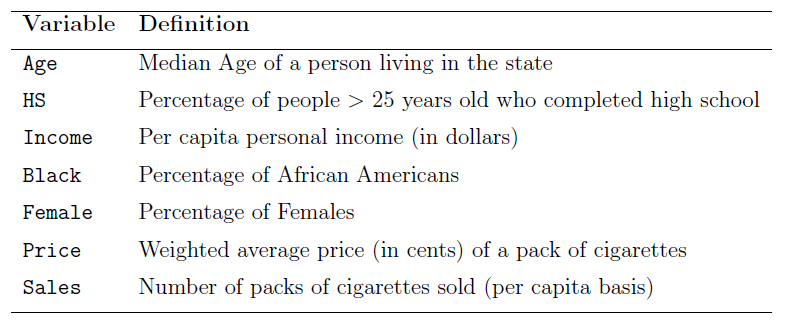 Variable Definition
Age Median Age of a person living in the state
HS Percentage of people > 25 years old who completed high school
Income Per capita personal income (in dollars)
Black Percentage of African Americans
Female Percentage of Females
Price Weighted average price (in cents) of a pack of cigarettes
Sales Number of packs of cigarettes sold (per capita basis)